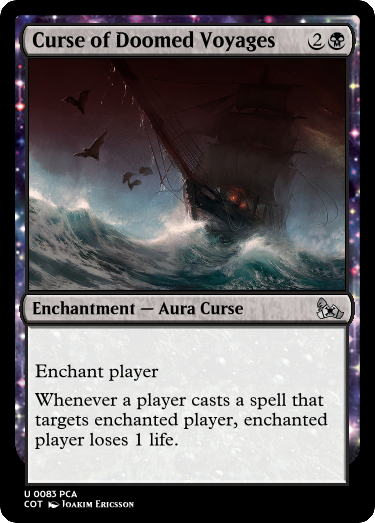 Curse of Doomed Voyages 2
Enchantment — Aura Curse
Enchant player
Whenever a player casts a spell that
targets enchanted player, enchanted
player loses 1 life.
U 0083 PCA
COT Joakim Ericsson